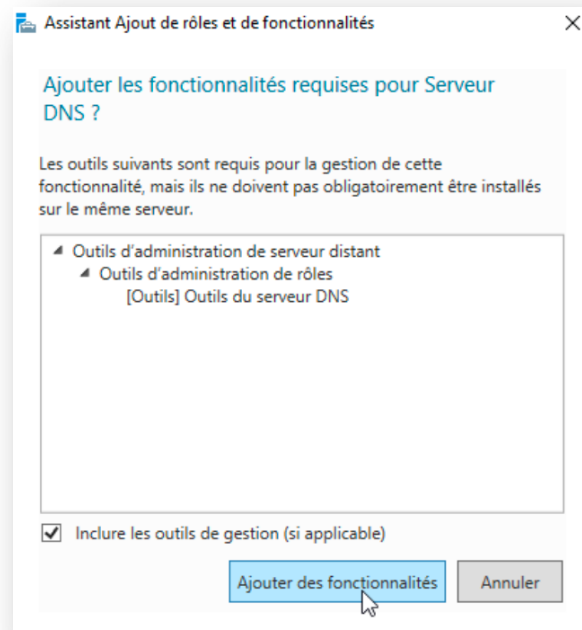 Assistant Ajout de rôles et de fonctionnalités
Ajouter les fonctionnalités requises pour Serveur
DNS ?
Les outils suivants sont requis pour la gestion de cette
fonctionnalité, mais ils ne doivent pas obligatoirement être installés
sur le même serveur.
Outils d'administration de serveur distant
Outils d'administration de rôles
[Outils] Outils du serveur DNS
Inclure les outils de gestion (si applicable)
Ajouter des fonctionnalités
Annuler